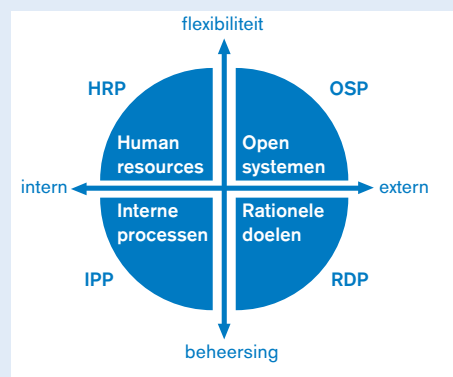 flexibiliteit
HRP
OSP
Human
resources
Open
systemen
intern
extern
Interne
processen
Rationele
doelen
IPP
RDP
beheersing